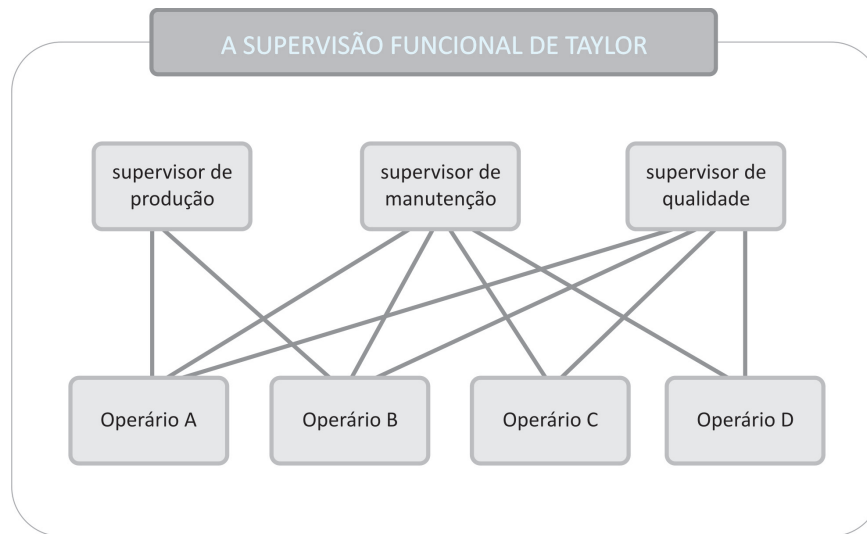 A SUPERVISÃO FUNCIONAL DE TAYLOR
supervisor de
produção
supervisor de
manutenção
supervisor de
qualidade
Operário A
Operário B
Operário C
Operário D